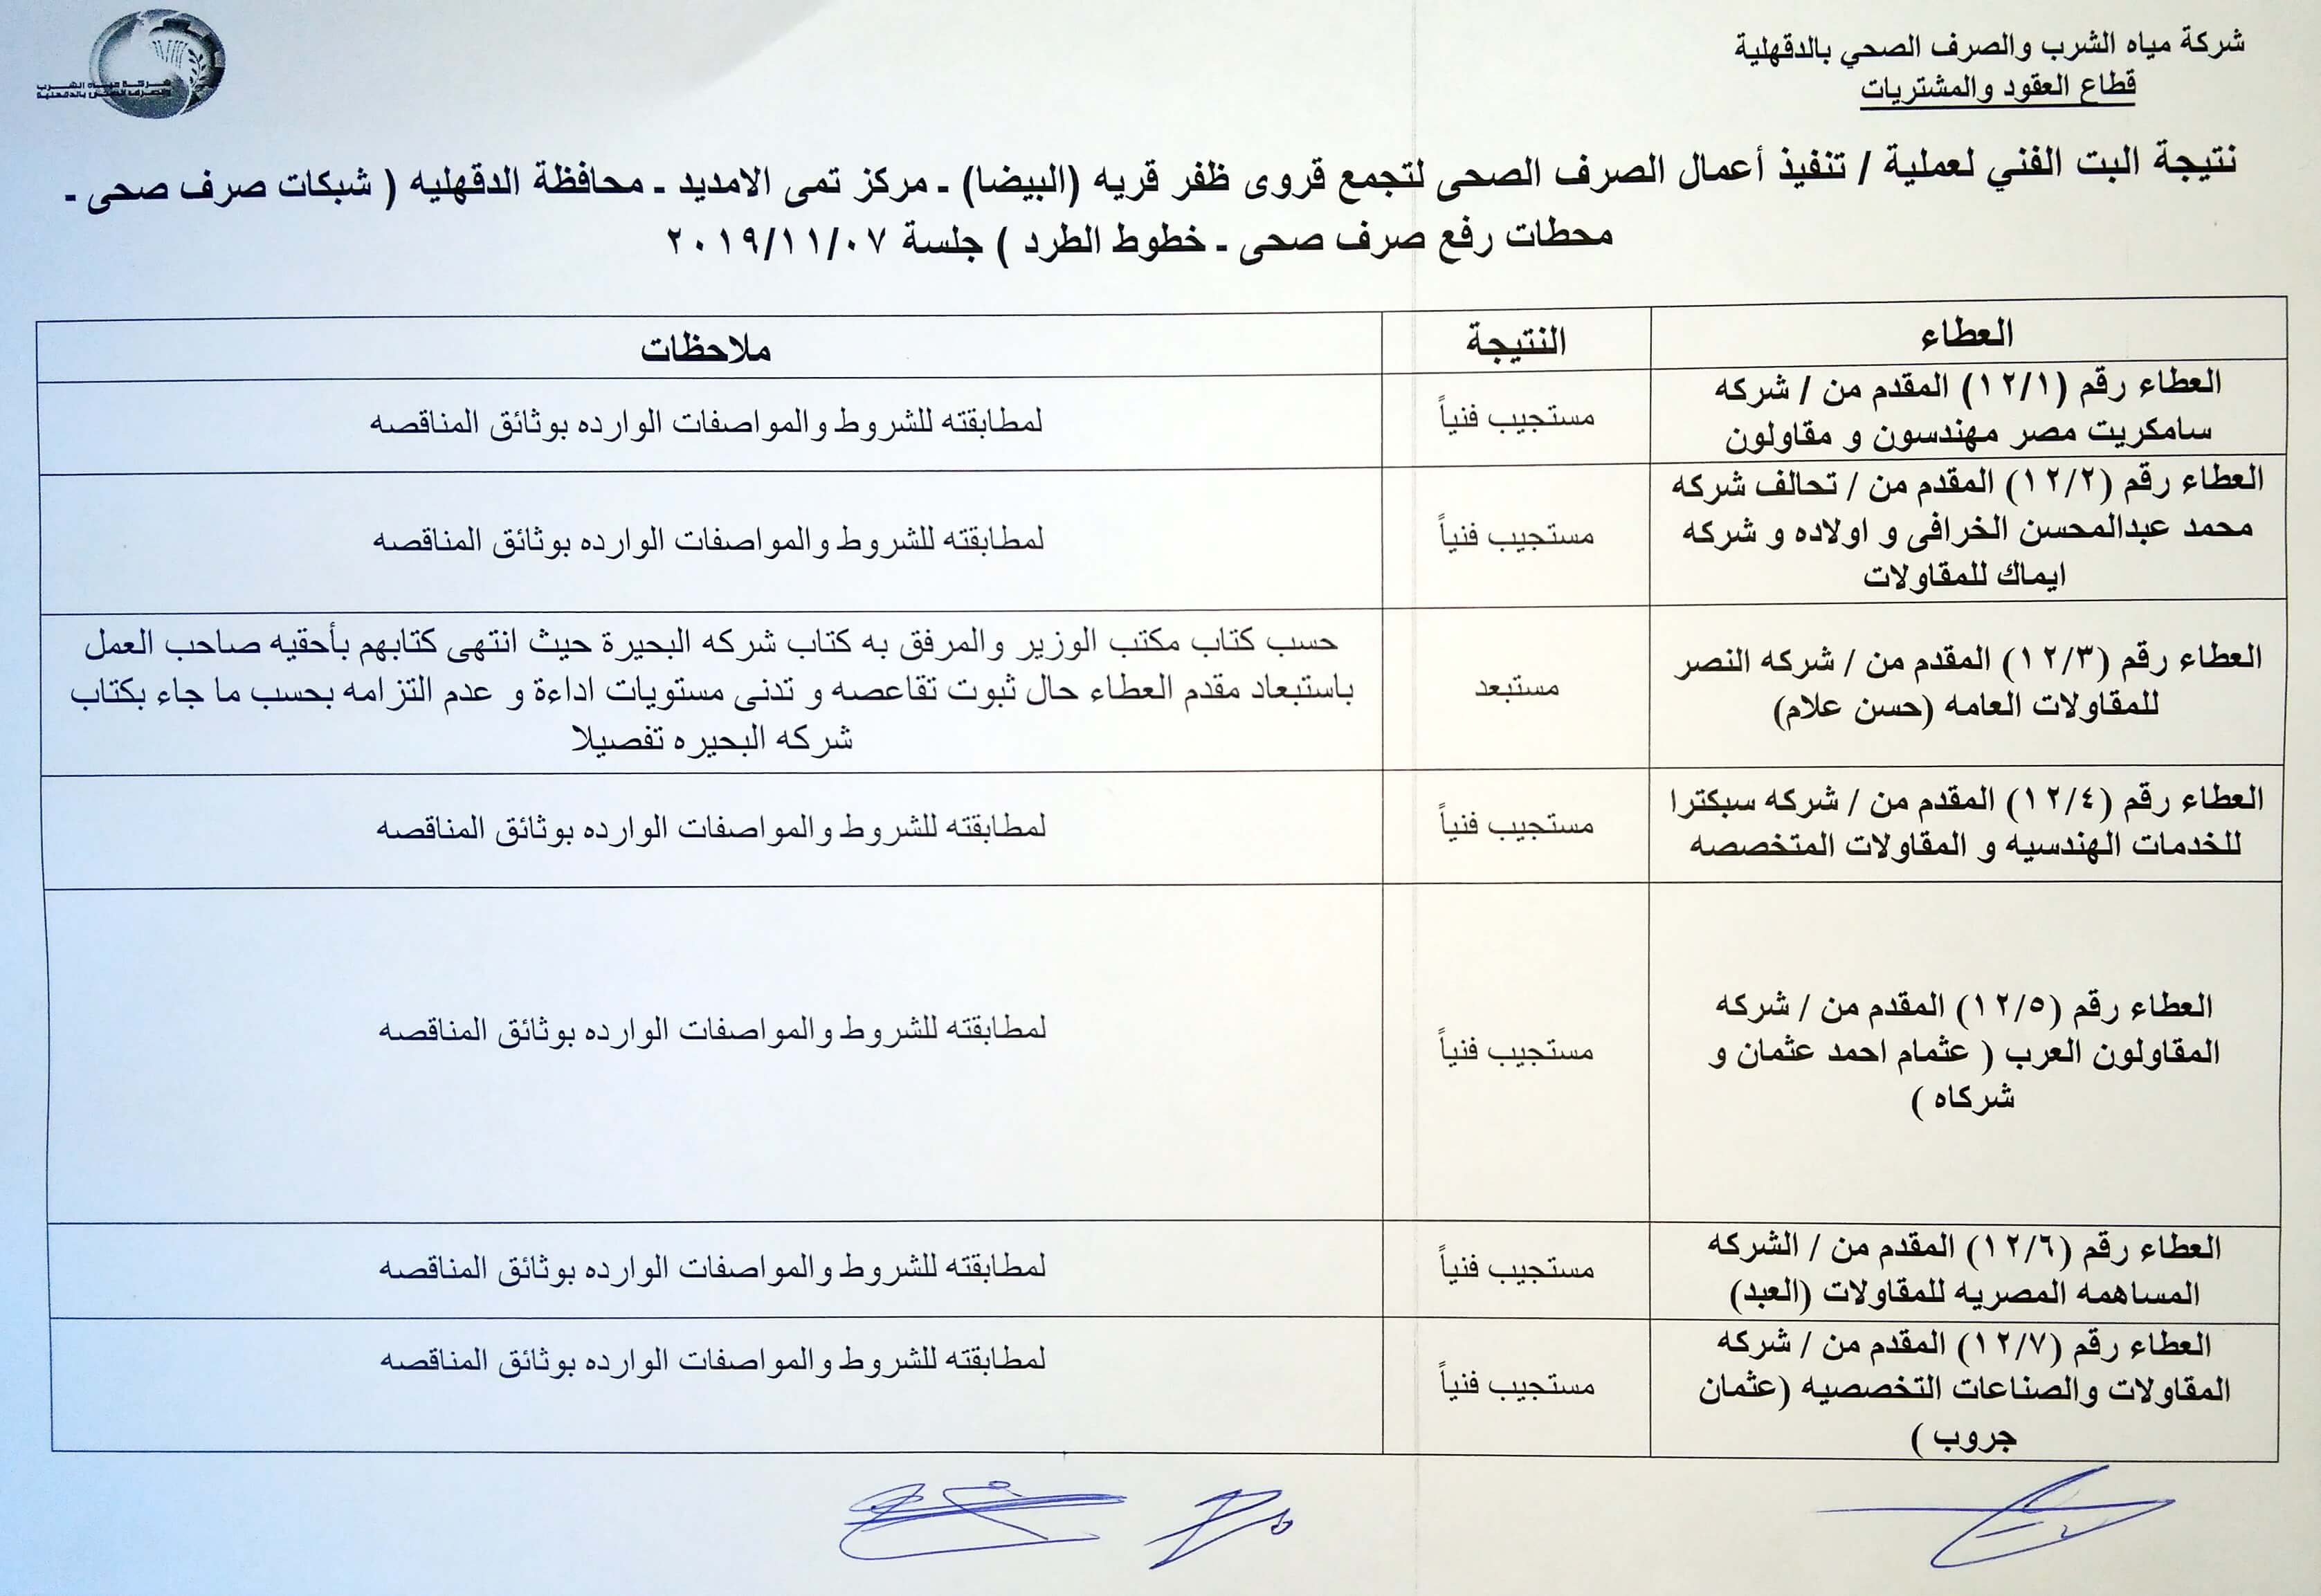 شركة مياه الشرب والصرف الصحي بالدقهلية
قطاع العقود والمشتريات
شركة مياه الشرب
والصرف الصحى بالدقهلية
نتيجة البت الفني لعملية / تنفيذ أعمال الصرف الصحى لتجمع قروى ظفر قريه (البيضا) - مركز تمى الامديد - محافظة الدقهليه ( شبكات صرف صحى -
محطات رفع صرف صحى - خطوط الطرد ) جلسة ٢٠١٩/١١/٠٧
العطاء
النتيجة
ملاحظات
العطاء رقم (١٢/١) المقدم من / شركه
سامكريت مصر مهندسون و مقاولون
مستجيب فنياً
لمطابقته للشروط والمواصفات الوارده بوثائق المناقصه
العطاء رقم (١٢/٢) المقدم من / تحالف شركه
محمد عبدالمحسن الخرافى و اولاده و شركه
ايماك للمقاولات
مستجيب فنياً
لمطابقته للشروط والمواصفات الوارده بوثائق المناقصه
العطاء رقم (١٢/٣) المقدم من / شركه النصر
للمقاولات العامه (حسن علام)
مستبعد
حسب كتاب مكتب الوزير والمرفق به كتاب شركه البحيرة حيث انتهى كتابهم بأحقيه صاحب العمل
باستبعاد مقدم العطاء حال ثبوت تقاعصه و تدنى مستويات اداءة و عدم التزامه بحسب ما جاء بكتاب
شركه البحيره تفصيلا
العطاء رقم (١٢/٤) المقدم من / شركه سبكترا
للخدمات الهندسيه و المقاولات المتخصصه
مستجيب فنياً
لمطابقته للشروط والمواصفات الوارده بوثائق المناقصه
العطاء رقم (١٢/٥) المقدم من / شركه
المقاولون العرب ( عثمام احمد عثمان و
شركاه )
مستجيب فنياً
لمطابقته للشروط والمواصفات الوارده بوثائق المناقصه
العطاء رقم (١٢/٦) المقدم من / الشركه
المساهمه المصريه للمقاولات (العبد)
مستجيب فنياً
لمطابقته للشروط والمواصفات الوارده بوثائق المناقصه
العطاء رقم (١٢/٧) المقدم من / شركه
المقاولات والصناعات التخصصيه (عثمان
جروب )
مستجيب فنياً
لمطابقته للشروط والمواصفات الوارده بوثائق المناقصه